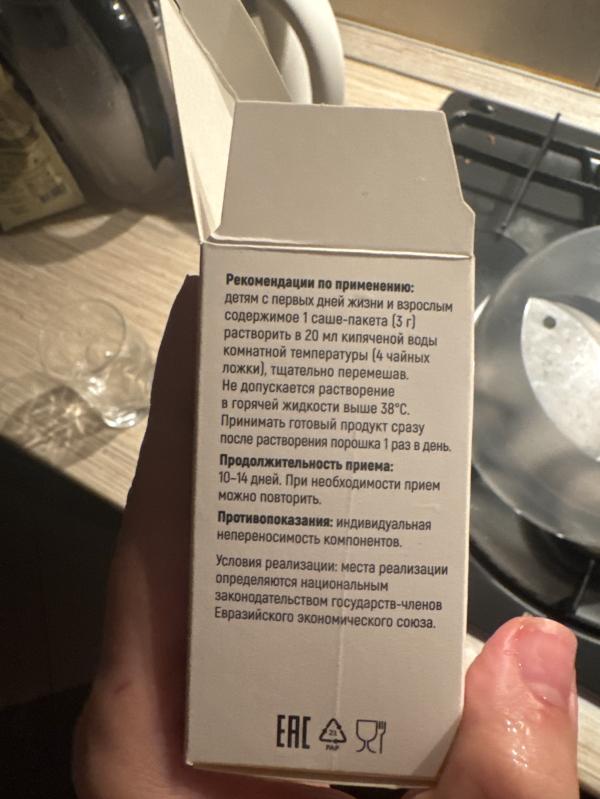 Рекомендации по применению:
детям с первых дней жизни и взрослым
содержимое 1 саше-пакета (3 г)
растворить в 20 мл кипяченой воды
комнатной температуры (4 чайных
ложки), тщательно перемешав.
Не допускается растворение
в горячей жидкости выше 38°С.
Принимать готовый продукт сразу
после растворения порошка 1 раз в день.
Продолжительность приема:
10–14 дней. При необходимости прием
можно повторить.
Противопоказания: индивидуальная
непереносимость компонентов.
Условия реализации: места реализации
определяются национальным
законодательством государств-членов
Евразийского экономического союза.
ЕАС
21
PAP